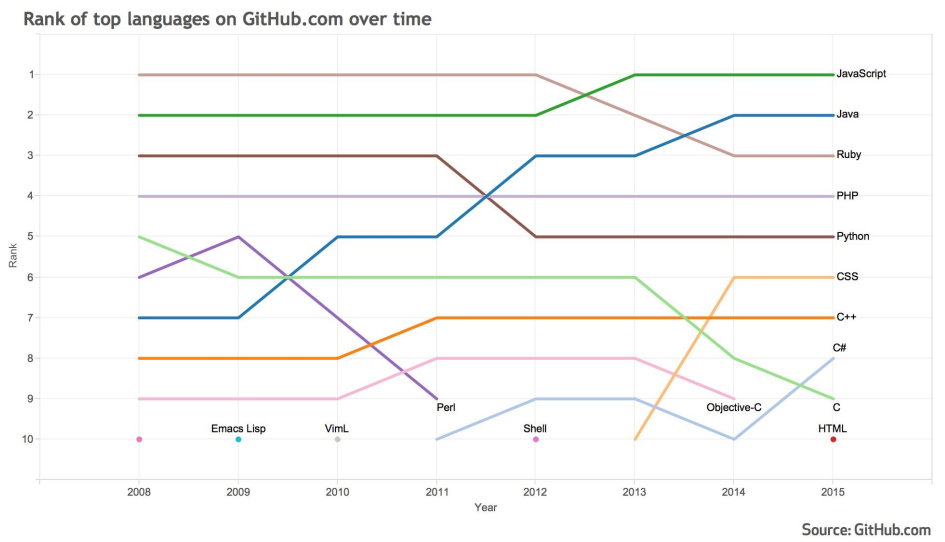 Rank of top languages on GitHub.com over time
1
JavaScript
2
Java
3
Ruby
4
PHP
5
Python
Rank
6
CSS
7
C++
8
C#
9
Perl
Objective-C
C
Emacs Lisp
VimL
Shell
HTML
10
2008
2009
2010
2011
2012
2013
2014
2015
Year
Source: GitHub.com